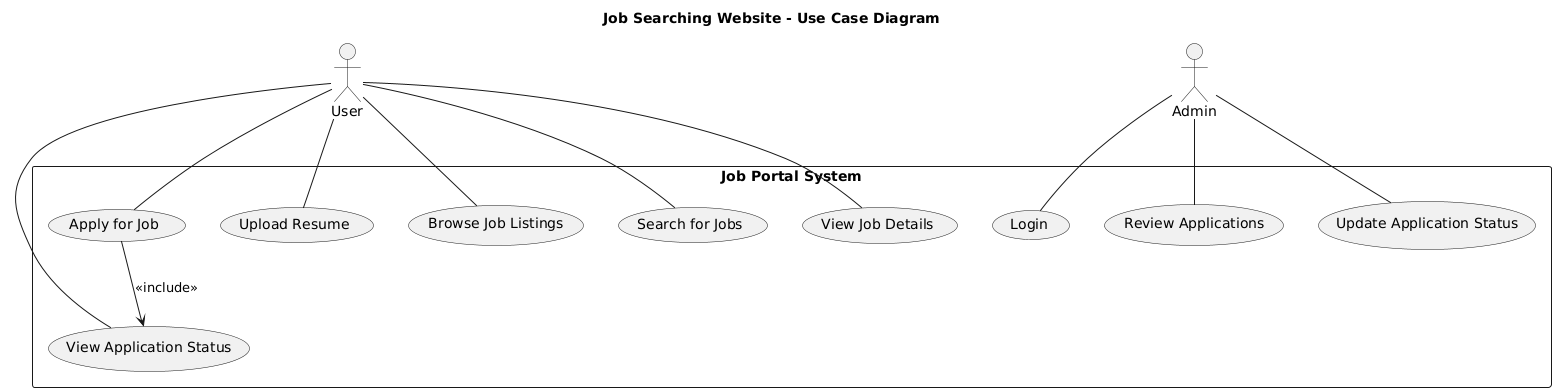 Job Searching Website - Use Case Diagram
User
Admin
Job Portal System
Apply for Job
Upload Resume
Browse Job Listings
Search for Jobs
View Job Details
Login
Review Applications
Update Application Status
«include»
View Application Status